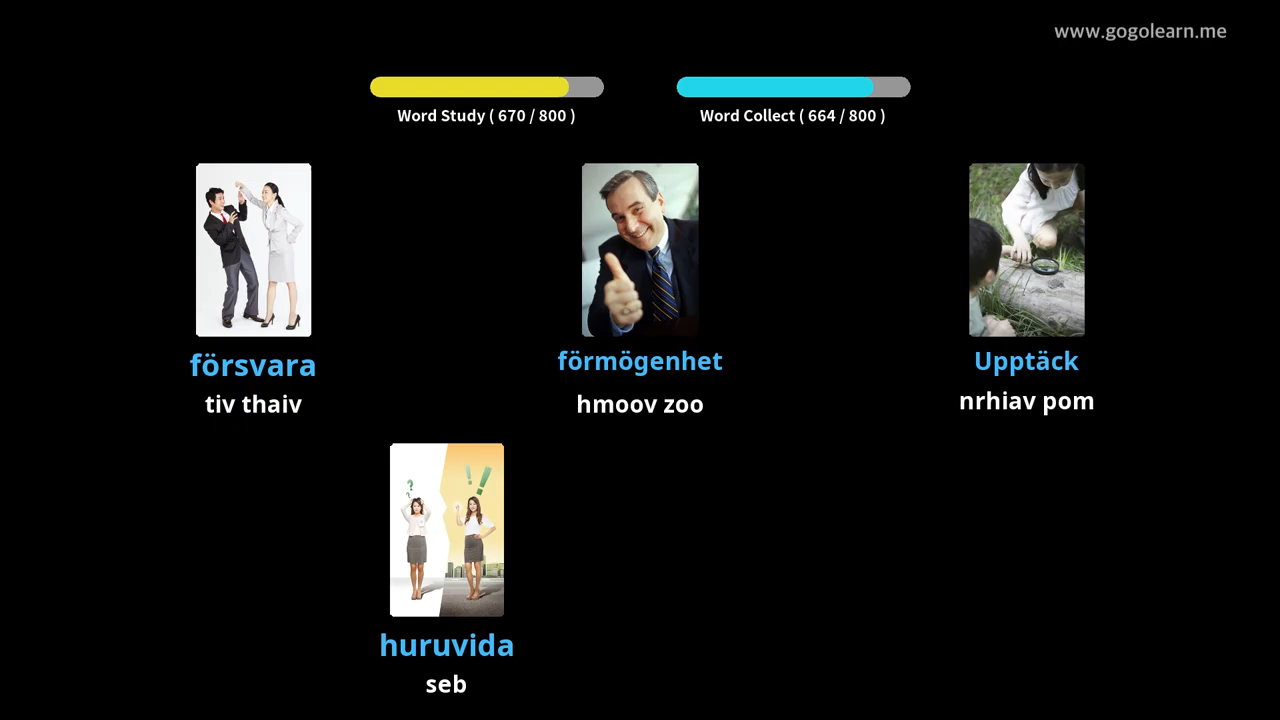 www.gogolearn.me
Word Study ( 670 / 800 )
Word Collect ( 664 / 800 )
försvara
förmögenhet
Upptäck
tiv thaiv
hmoov zoo
nrhiav pom
huruvida
seb